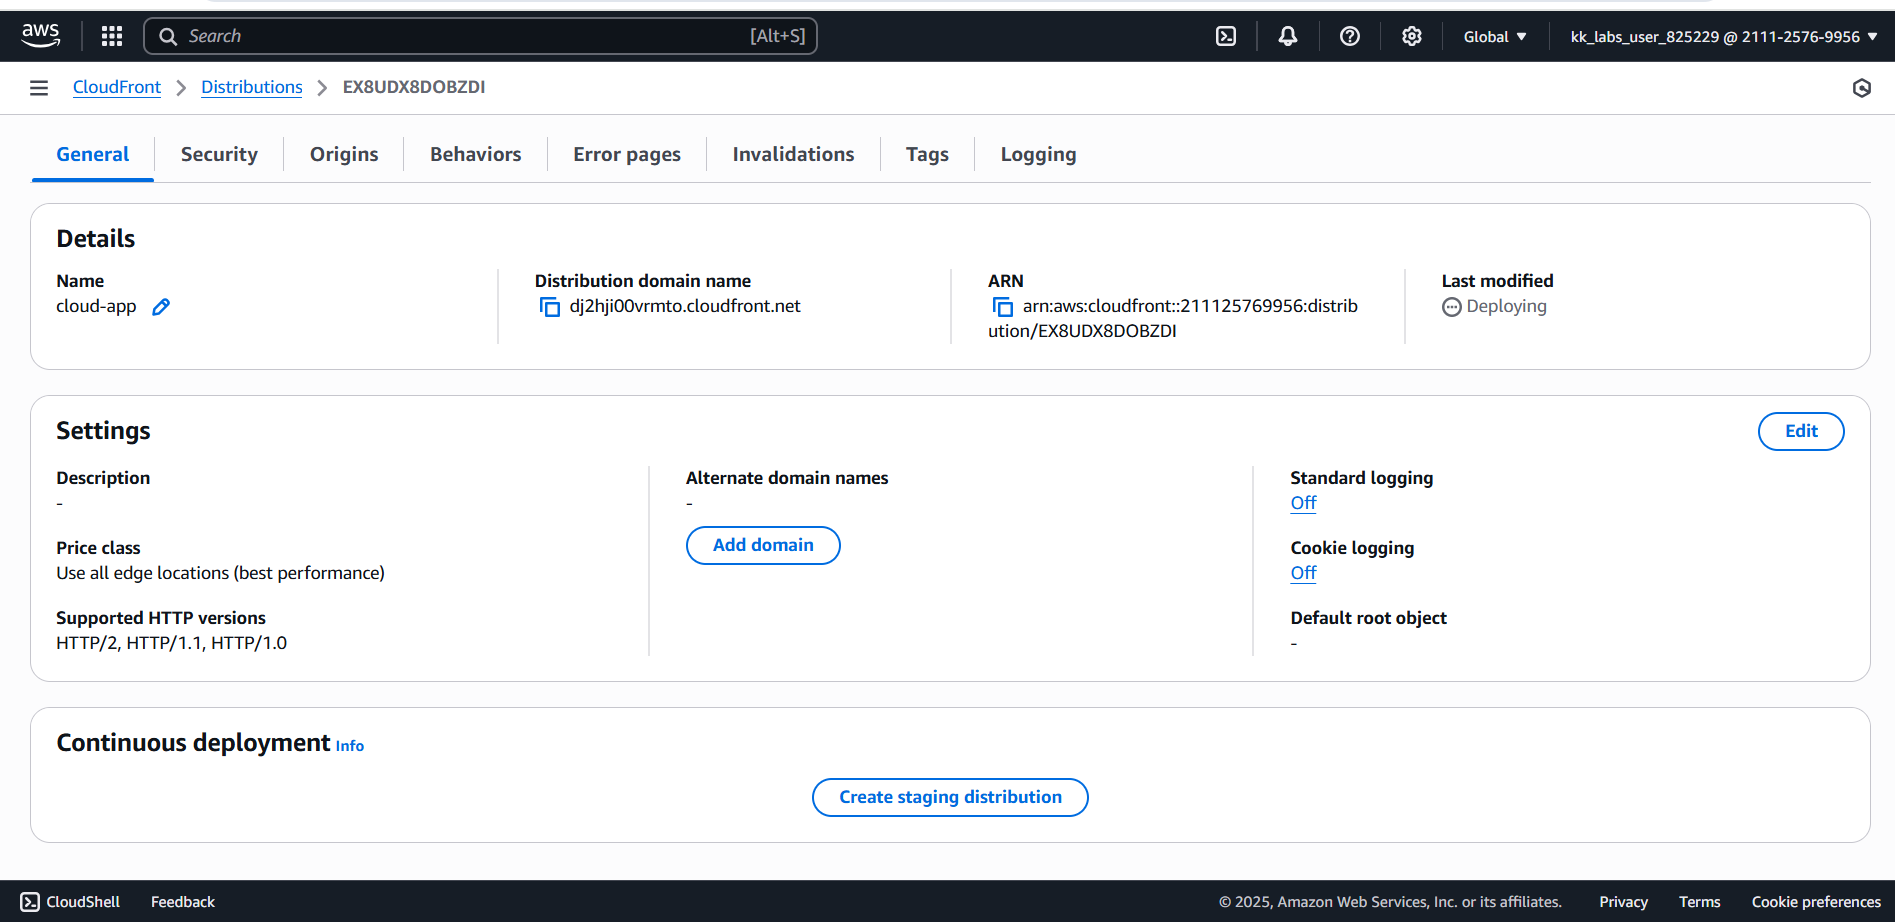 aws
Search [Alt+S]
Global
kk_labs_user_825229 @ 2111-2576-9956
CloudFront
Distributions
EX8UDX8DOBZDI
General
Security
Origins
Behaviors
Error pages
Invalidations
Tags
Logging
Details
Name
cloud-app
Distribution domain name
dj2hji00vrmto.cloudfront.net
ARN
arn:aws:cloudfront::211125769956:distrib
ution/EX8UDX8DOBZDI
Last modified
Deploying
Settings
Edit
Description
-
Price class
Use all edge locations (best performance)
Supported HTTP versions
HTTP/2, HTTP/1.1, HTTP/1.0
Alternate domain names
-
Add domain
Standard logging
Off
Cookie logging
Off
Default root object
-
Continuous deployment Info
Create staging distribution
CloudShell
Feedback
© 2025, Amazon Web Services, Inc. or its affiliates.
Privacy
Terms
Cookie preferences